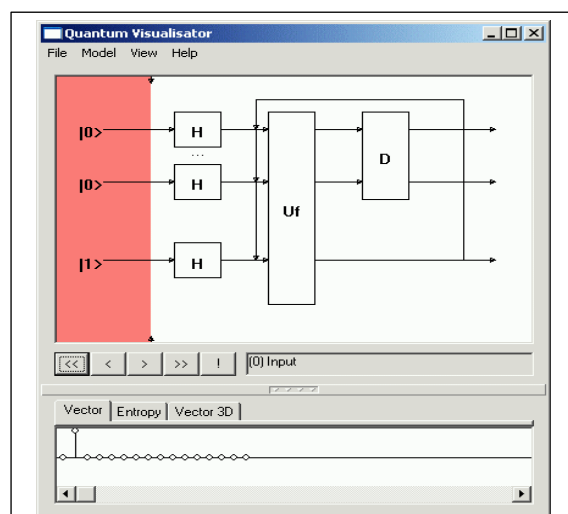 Quantum Visualisator
File Model View Help
|0> H
...
|0> H
D
Uf
|1> H
<< < > >> ! (0) Input
Vector Entropy Vector 3D